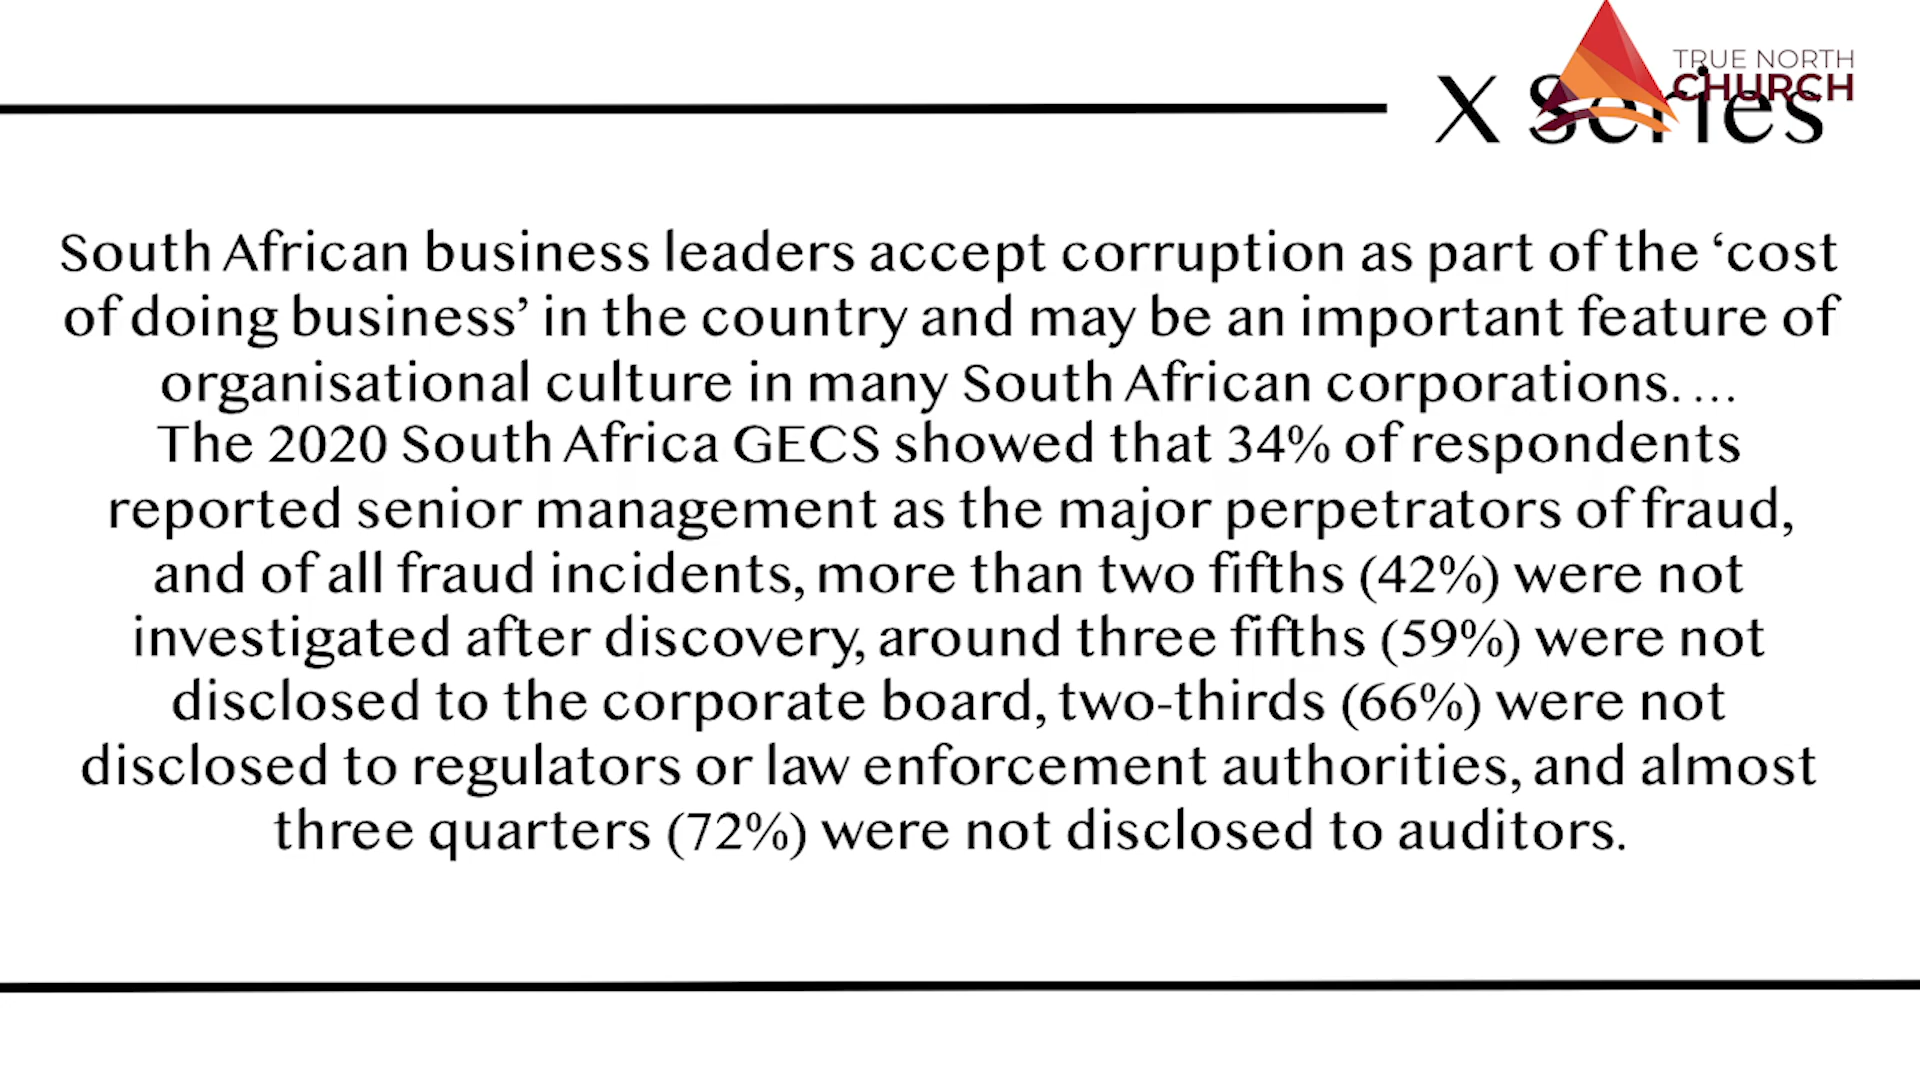 TRUE NORTH
CHURCH
X Series
South African business leaders accept corruption as part of the ‘cost
of doing business’ in the country and may be an important feature of
organisational culture in many South African corporations. ...
The 2020 South Africa GECS showed that 34% of respondents
reported senior management as the major perpetrators of fraud,
and of all fraud incidents, more than two fifths (42%) were not
investigated after discovery, around three fifths (59%) were not
disclosed to the corporate board, two-thirds (66%) were not
disclosed to regulators or law enforcement authorities, and almost
three quarters (72%) were not disclosed to auditors.